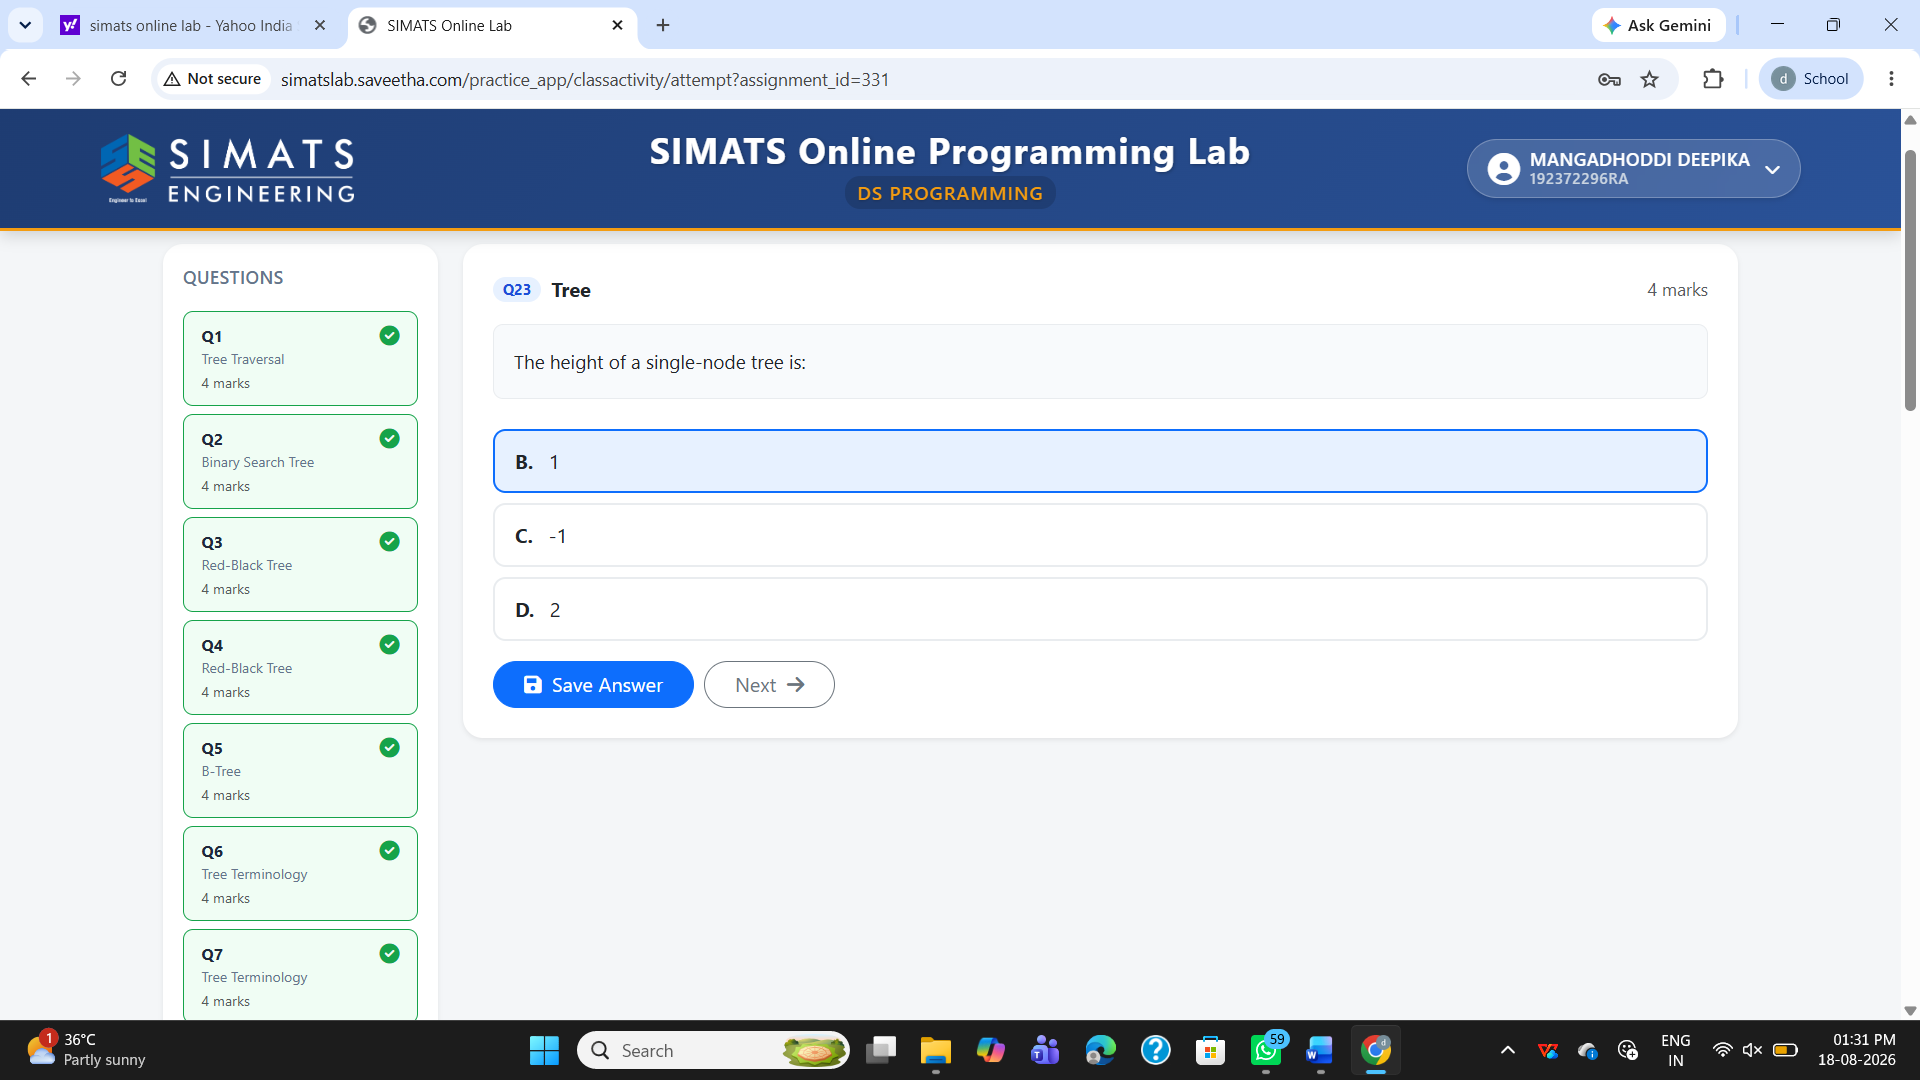 simats online lab - Yahoo India
SIMATS Online Lab
Ask Gemini
Not secure
simatslab.saveetha.com/practice_app/classactivity/attempt?assignment_id=331
d School
SIMATS
ENGINEERING
Engineer to Excel
SIMATS Online Programming Lab
DS PROGRAMMING
MANGADHODDI DEEPIKA
192372296RA
QUESTIONS
Q1
Tree Traversal
4 marks
Q2
Binary Search Tree
4 marks
Q3
Red-Black Tree
4 marks
Q4
Red-Black Tree
4 marks
Q5
B-Tree
4 marks
Q6
Tree Terminology
4 marks
Q7
Tree Terminology
4 marks
Q23 Tree
4 marks
The height of a single-node tree is:
B. 1
C. -1
D. 2
Save Answer
Next
1
36°C
Partly sunny
Search
59
ENG
IN
01:31 PM
18-08-2026